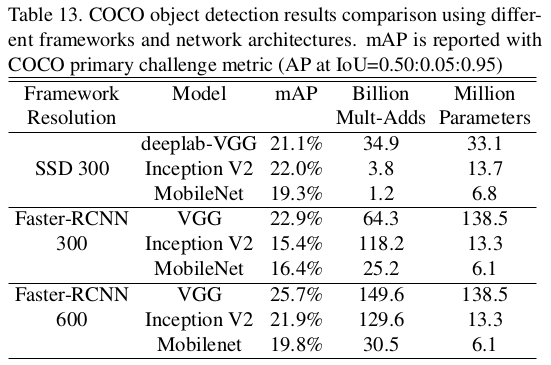 Table 13. COCO object detection results comparison using differ-
ent frameworks and network architectures. mAP is reported with
COCO primary challenge metric (AP at IoU=0.50:0.05:0.95)
Framework Model mAP Billion Million
Resolution Mult-Adds Parameters
deeplab-VGG 21.1% 34.9 33.1
SSD 300 Inception V2 22.0% 3.8 13.7
MobileNet 19.3% 1.2 6.8
Faster-RCNN VGG 22.9% 64.3 138.5
300 Inception V2 15.4% 118.2 13.3
MobileNet 16.4% 25.2 6.1
Faster-RCNN VGG 25.7% 149.6 138.5
600 Inception V2 21.9% 129.6 13.3
Mobilenet 19.8% 30.5 6.1